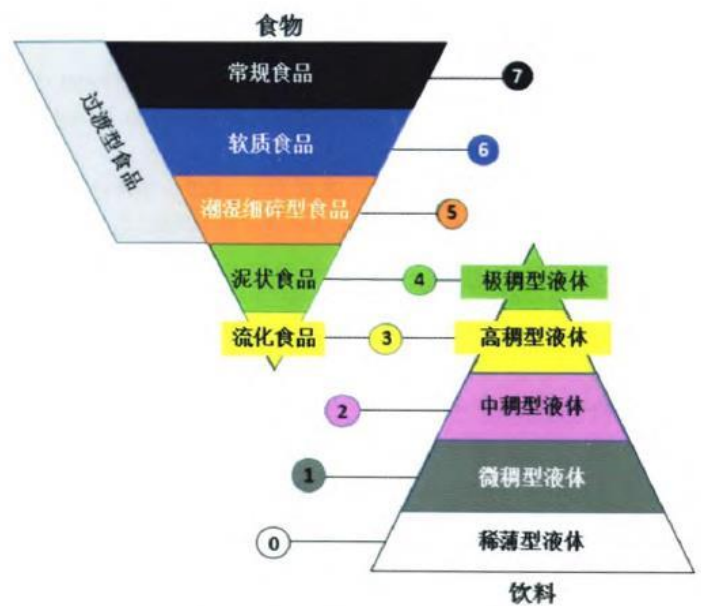 食物
常规食品
7
过渡型食品
软质食品
6
潮湿细碎型食品
5
泥状食品
4
极稠型液体
流化食品
3
高稠型液体
2
中稠型液体
1
微稠型液体
0
稀薄型液体
饮料